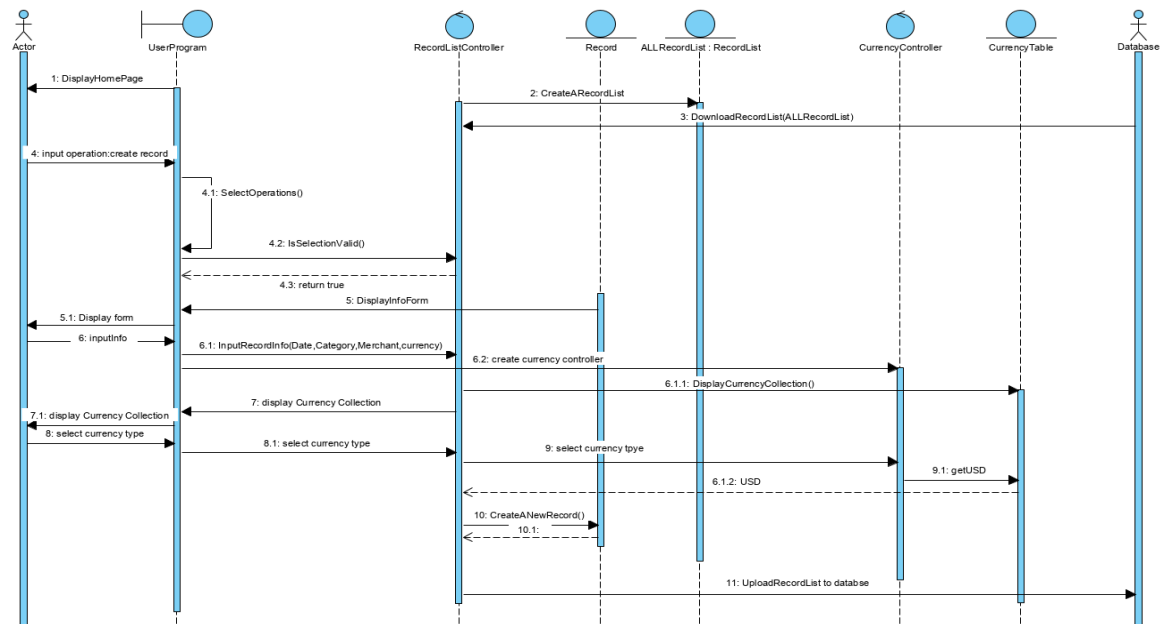 Actor
UserProgram
RecordListController
Record
ALLRecordList : RecordList
CurrencyController
CurrencyTable
Database
1: DisplayHomePage
2: CreateARecordList
3: DownloadRecordList(ALLRecordList)
4: input operation:create record
4.1: SelectOperations()
4.2: IsSelectionValid()
4.3: return true
5: DisplayInfoForm
5.1: Display form
6: inputInfo
6.1: InputRecordInfo(Date,Category,Merchant,currency)
6.2: create currency controller
6.1.1: DisplayCurrencyCollection()
7: display Currency Collection
7.1: display Currency Collection
8: select currency type
8.1: select currency type
9: select currency tpye
9.1: getUSD
6.1.2: USD
10: CreateANewRecord()
10.1:
11: UploadRecordList to databse